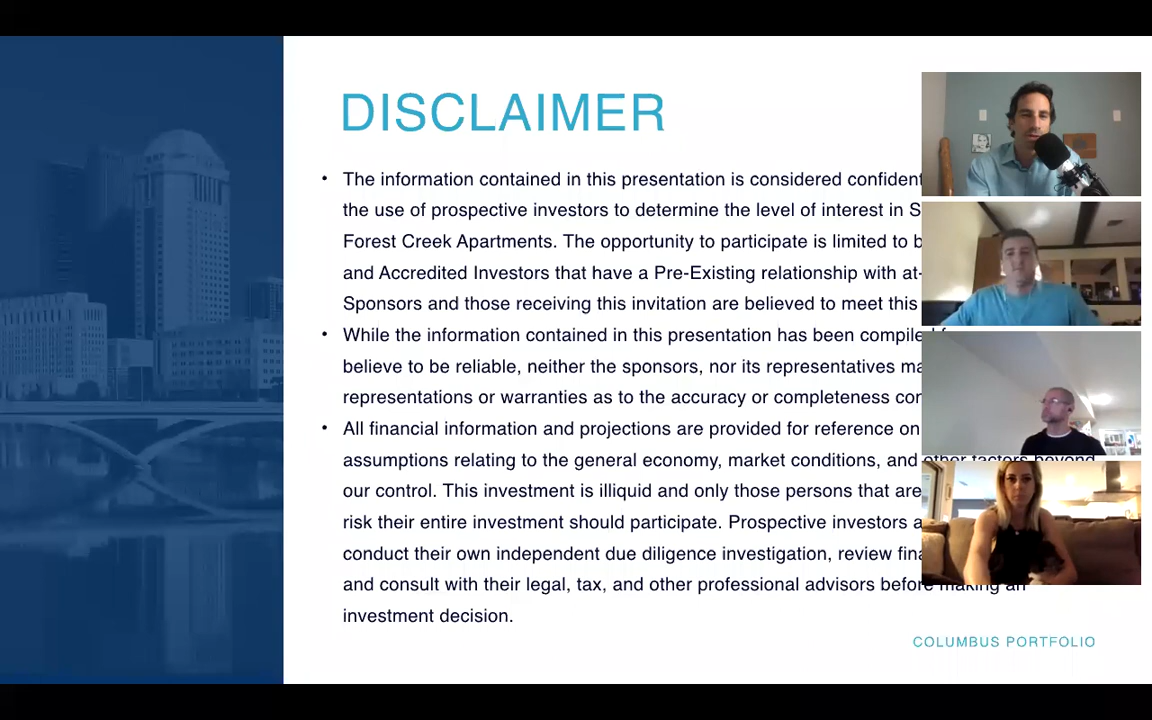 DISCLAIMER
• The information contained in this presentation is considered
the use of prospective investors to determine the level of interest in
Forest Creek Apartments. The opportunity to participate is limited to
and Accredited Investors that have a Pre-Existing relationship with
Sponsors and those receiving this invitation are believed to meet this
• While the information contained in this presentation has been
believe to be reliable, neither the sponsors, nor its representatives
representations or warranties as to the accuracy or completeness
• All financial information and projections are provided for reference
assumptions relating to the general economy, market conditions, and other factors beyond
our control. This investment is illiquid and only those persons that are
risk their entire investment should participate. Prospective investors
conduct their own independent due diligence investigation, review
and consult with their legal, tax, and other professional advisors before making an
investment decision.
COLUMBUS PORTFOLIO